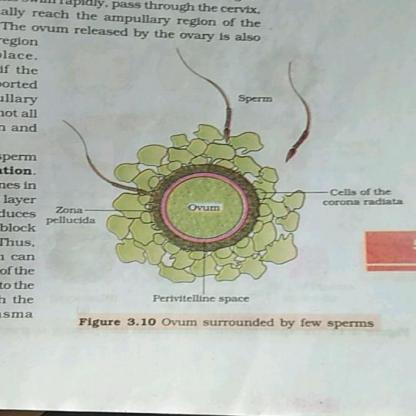 rapidly, pass through the cervix,
ally reach the ampullary region of the
The ovum released by the ovary is also
region
place.
if the
ported
ullary
not all
n and
sperm
ation.
nes in
layer
duces
block
Thus,
n can
of the
to the
h the
asma
Sperm
Ovum
Zona
pellucida
Cells of the
corona radiata
Perivitelline space
Figure 3.10 Ovum surrounded by few sperms